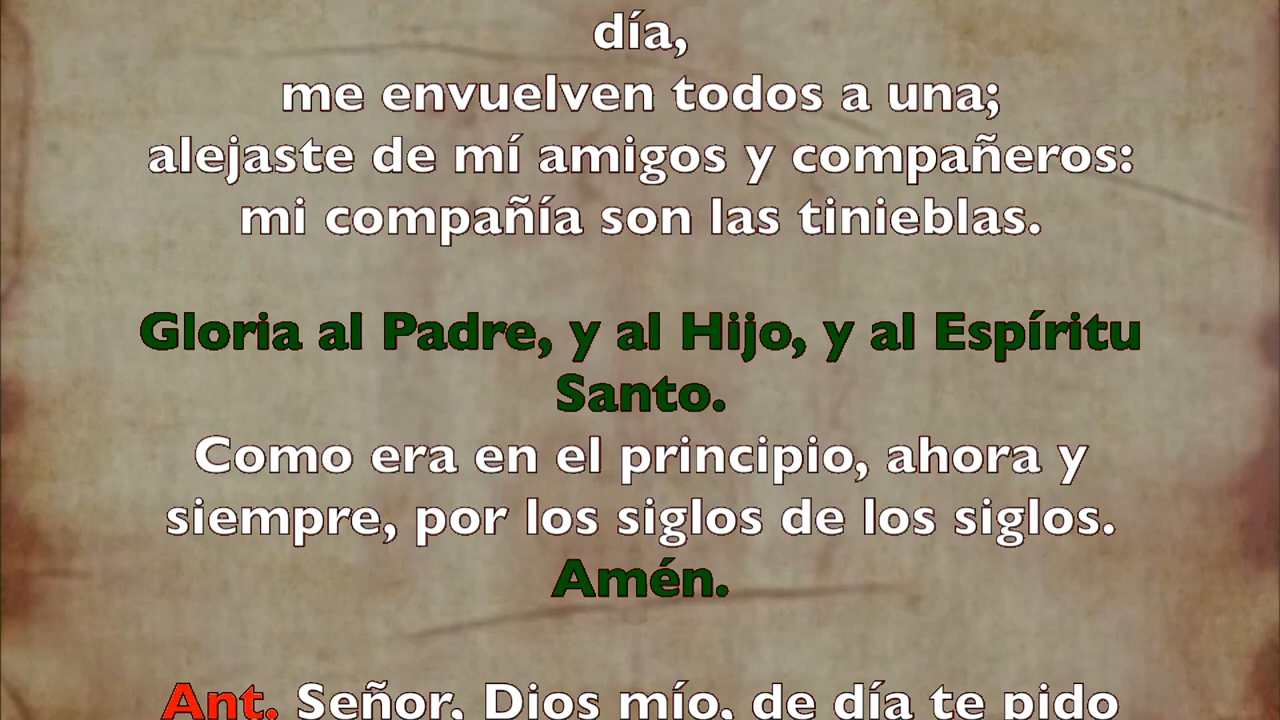 día,
me envuelven todos a una;
alejaste de mí amigos y compañeros:
mi compañía son las tinieblas.
Gloria al Padre, y al Hijo, y al Espíritu
Santo.
Como era en el principio, ahora y
siempre, por los siglos de los siglos.
Amén.
Ant. Señor, Dios mío, de día te pido